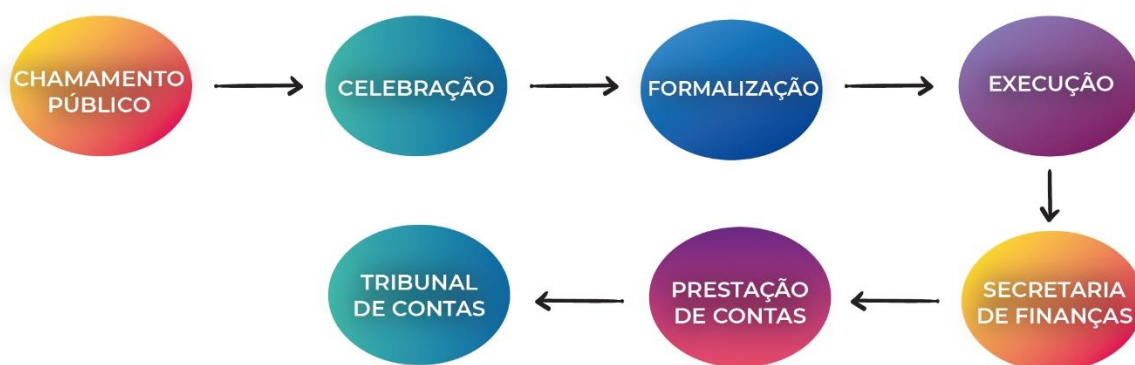 CHAMAMENTO
PÚBLICO
CELEBRAÇÃO
FORMALIZAÇÃO
EXECUÇÃO
SECRETARIA
DE FINANÇAS
PRESTAÇÃO
DE CONTAS
TRIBUNAL
DE CONTAS